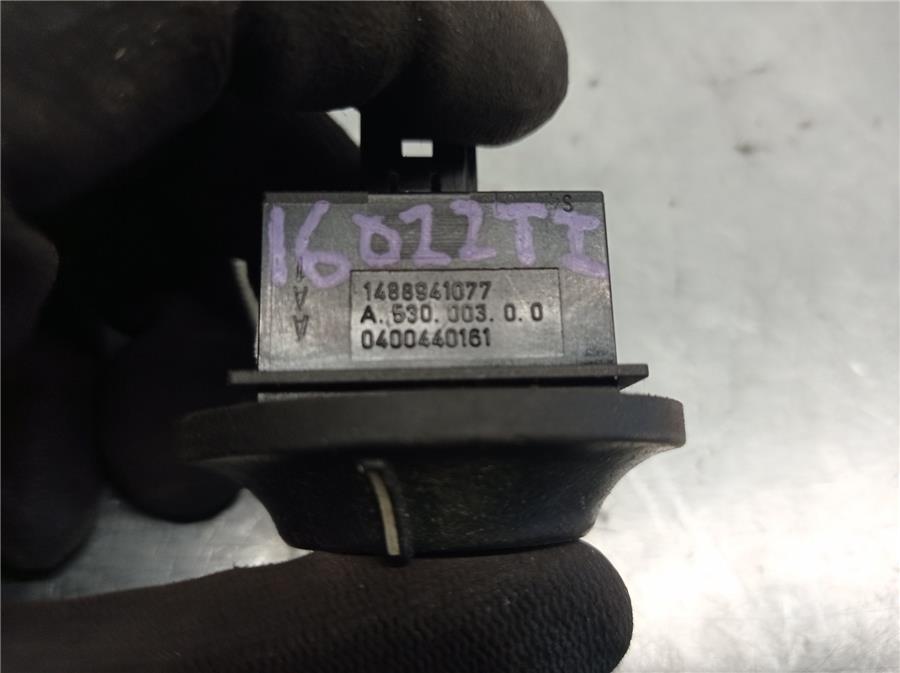 16022TI
1488941077
A. 530. 003. 0. 0
0400440161
A A